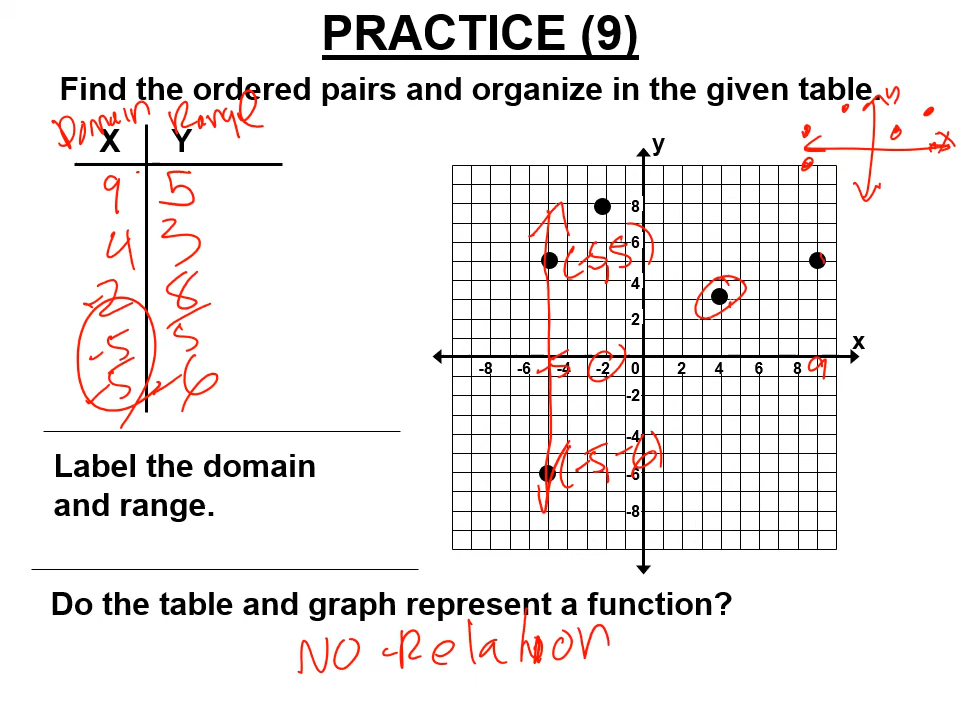 PRACTICE (9)
Find the ordered pairs and organize in the given table.
Domain Range
X Y
9 5
4 3
-2 8
-5 5
-5 -6
Label the domain
and range.
y
x
8
6
4
2
0
-2
-4
-6
-8
-8 -6 -4 -2 2 4 6 8
-5 9
(-5,5)
(-5,-6)
y
x
Do the table and graph represent a function?
NO - Relation